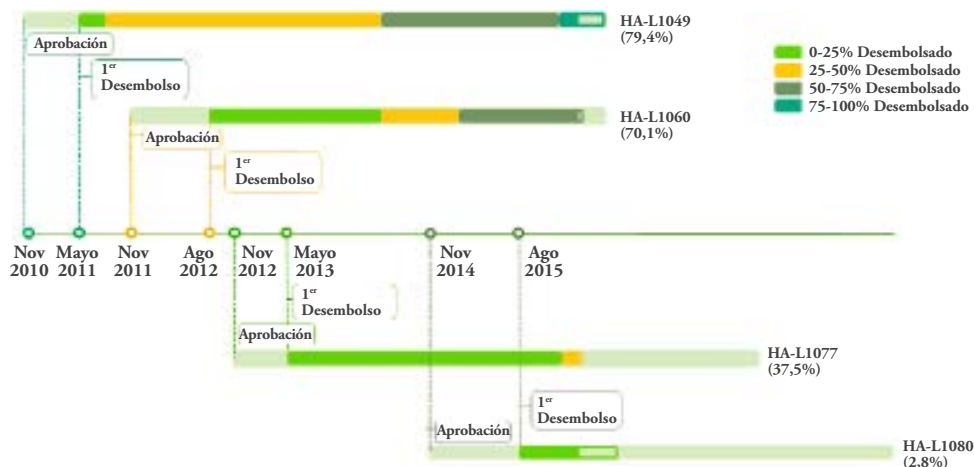 HA-L1049
(79,4%)
Aprobación
1er
Desembolso
0-25% Desembolsado
25-50% Desembolsado
50-75% Desembolsado
75-100% Desembolsado
HA-L1060
(70,1%)
Aprobación
1er
Desembolso
Nov
2010
Mayo
2011
Nov
2011
Ago
2012
Nov
2012
Mayo
2013
Nov
2014
Ago
2015
1er
Desembolso
Aprobación
HA-L1077
(37,5%)
1er
Desembolso
Aprobación
HA-L1080
(2,8%)